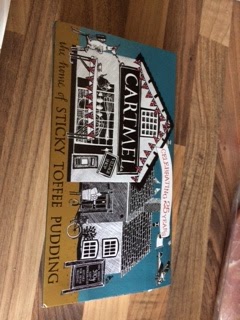 CARTMEL
CELEBRATING 25 YEARS
the home of STICKY TOFFEE PUDDING